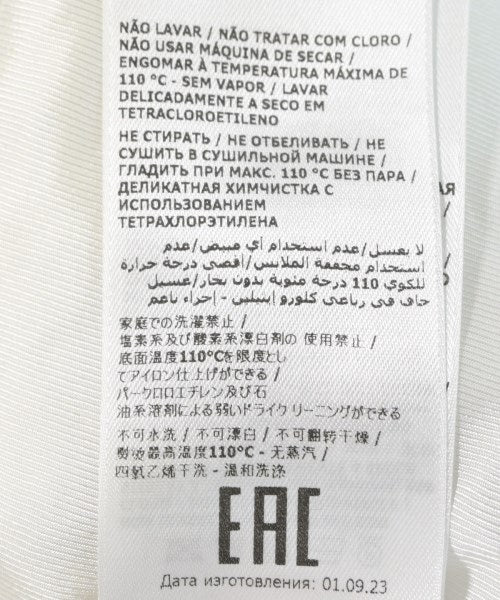 NÃO LAVAR / NÃO TRATAR COM CLORO /
NÃO USAR MÁQUINA DE SECAR /
ENGOMAR À TEMPERATURA MÁXIMA DE
110 °C - SEM VAPOR / LAVAR
DELICADAMENTE A SECO EM
TETRACLOROETILENO
НЕ СТИРАТЬ / НЕ ОТБЕЛИВАТЬ / НЕ
СУШИТЬ В СУШИЛЬНОЙ МАШИНЕ /
ГЛАДИТЬ ПРИ МАКС. 110 °C БЕЗ ПАРА /
ДЕЛИКАТНАЯ ХИМЧИСТКА С
ИСПОЛЬЗОВАНИЕМ
ТЕТРАХЛОРЭТИЛЕНА
لا يغسل/عدم استخدام أي مبيض/عدم
استخدام مجففة الملابس/أقصى درجة حرارة
للكوي 110 درجة مئوية بدون بخار/غسيل
جاف في رباعي كلورو إيثيلين - إجراء ناعم
家庭での洗濯禁止 /
塩素系及び酸素系漂白剤の 使用禁止 /
底面温度110℃を限度とし
てアイロン仕上げができる /
パークロロエチレン及び石
油系溶剤による弱いドライクリーニングができる
不可水洗 / 不可漂白 / 不可翻转干燥 /
熨烫最高温度110℃ - 无蒸汽 /
四氯乙烯干洗 - 温和洗涤
EAC
Дата изготовления: 01.09.23